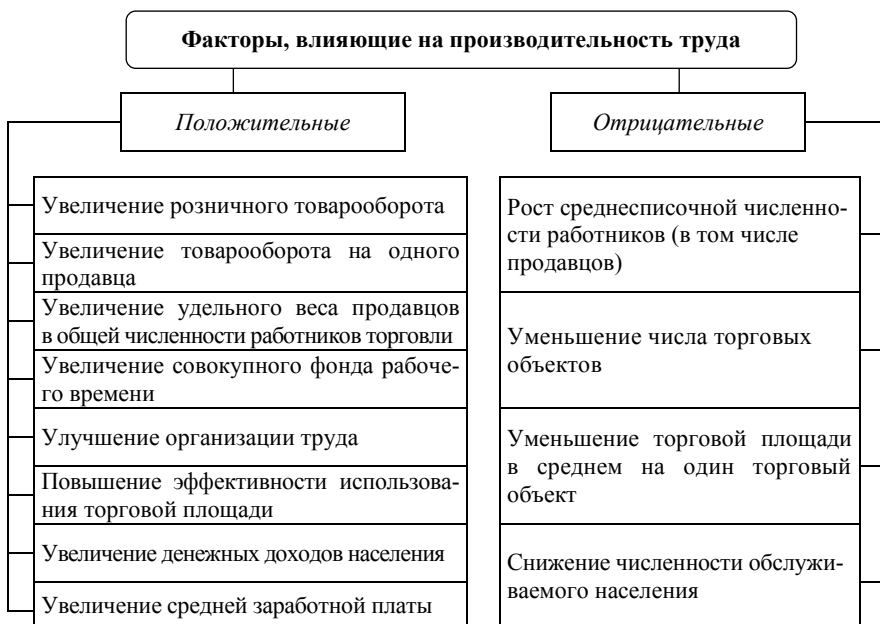 Факторы, влияющие на производительность труда
Положительные
Увеличение розничного товарооборота
Увеличение товарооборота на одного
продавца
Увеличение удельного веса продавцов
в общей численности работников торговли
Увеличение совокупного фонда рабоче-
го времени
Улучшение организации труда
Повышение эффективности использова-
ния торговой площади
Увеличение денежных доходов населения
Увеличение средней заработной платы
Отрицательные
Рост среднесписочной численно-
сти работников (в том числе
продавцов)
Уменьшение числа торговых
объектов
Уменьшение торговой площади
в среднем на один торговый
объект
Снижение численности обслужи-
ваемого населения